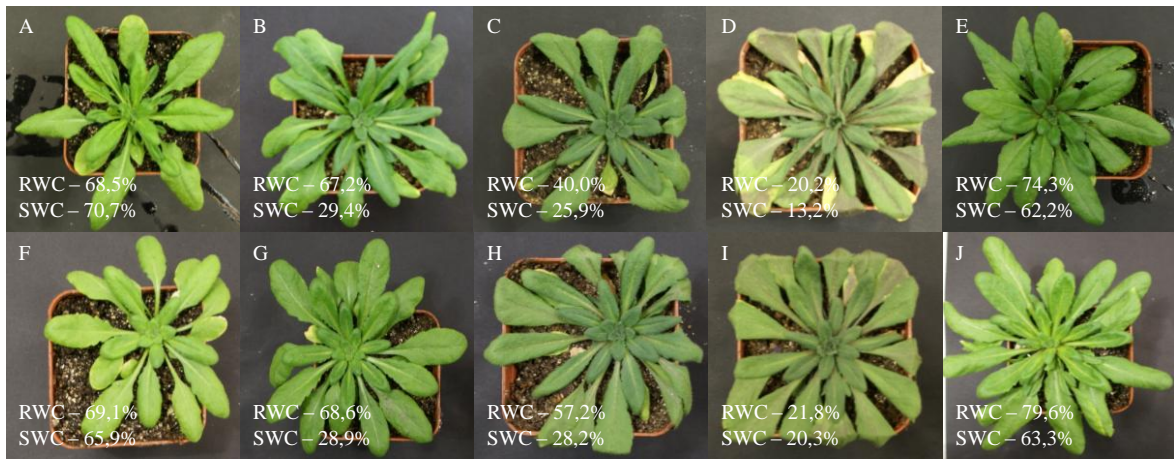 A
RWC – 68,5%
SWC – 70,7%
B
RWC – 67,2%
SWC – 29,4%
C
RWC – 40,0%
SWC – 25,9%
D
RWC – 20,2%
SWC – 13,2%
E
RWC – 74,3%
SWC – 62,2%
F
RWC – 69,1%
SWC – 65,9%
G
RWC – 68,6%
SWC – 28,9%
H
RWC – 57,2%
SWC – 28,2%
I
RWC – 21,8%
SWC – 20,3%
J
RWC – 79,6%
SWC – 63,3%